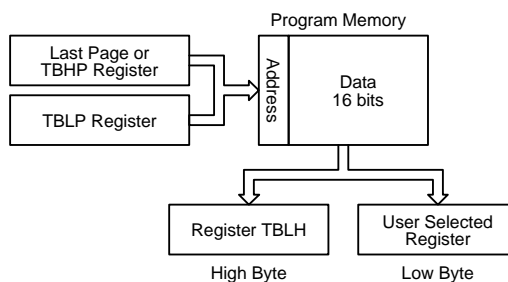 Program Memory
Last Page or
TBHP Register
TBLP Register
Address
Data
16 bits
Register TBLH
User Selected
Register
High Byte
Low Byte